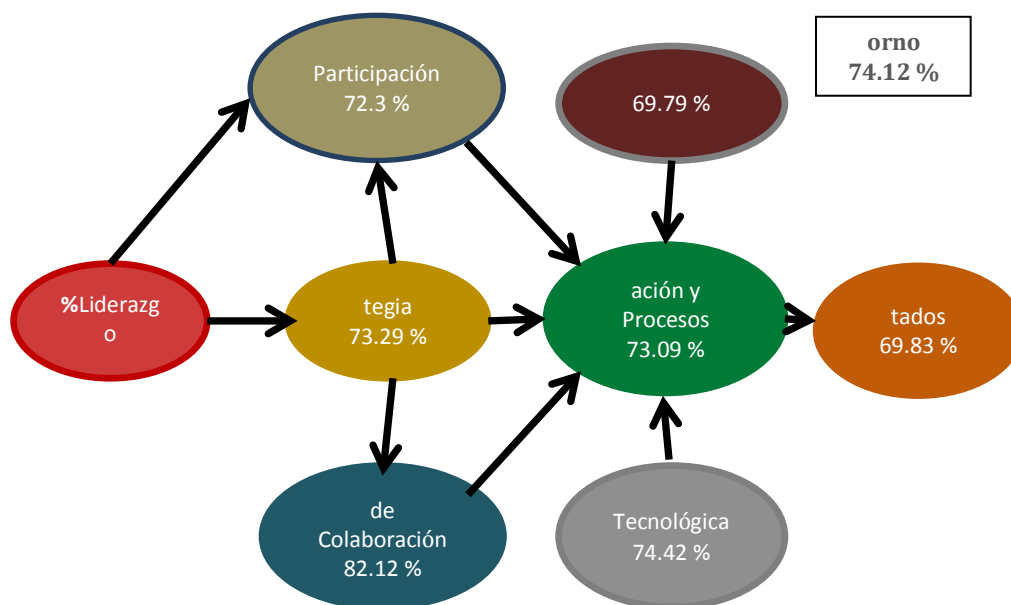 Participación
72.3 %
69.79 %
orno
74.12 %
%Liderazg
o
tegia
73.29 %
ación y
Procesos
73.09 %
tados
69.83 %
de
Colaboración
82.12 %
Tecnológica
74.42 %